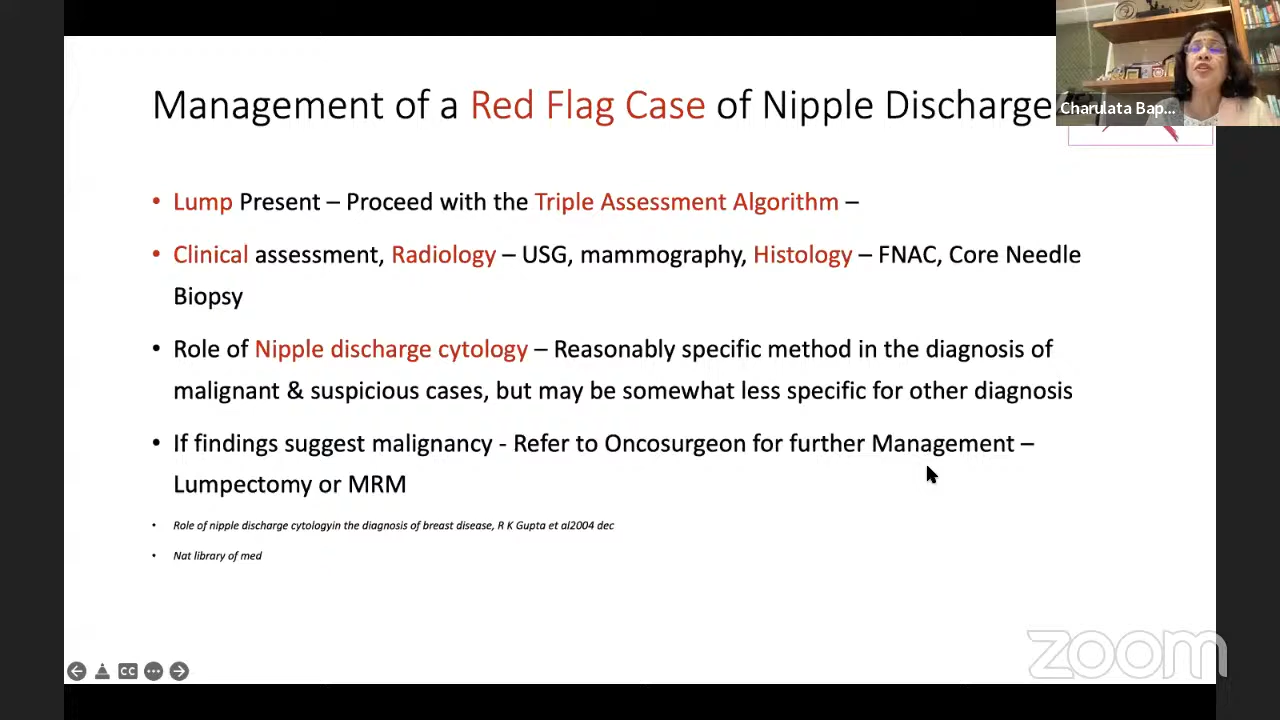 Management of a Red Flag Case of Nipple Discharge
Charulata Bap...
• Lump Present – Proceed with the Triple Assessment Algorithm –
• Clinical assessment, Radiology – USG, mammography, Histology – FNAC, Core Needle
Biopsy
• Role of Nipple discharge cytology – Reasonably specific method in the diagnosis of
malignant & suspicious cases, but may be somewhat less specific for other diagnosis
• If findings suggest malignancy - Refer to Oncosurgeon for further Management –
Lumpectomy or MRM
• Role of nipple discharge cytologyin the diagnosis of breast disease, R K Gupta et al2004 dec
• Nat library of med
CC
zoom